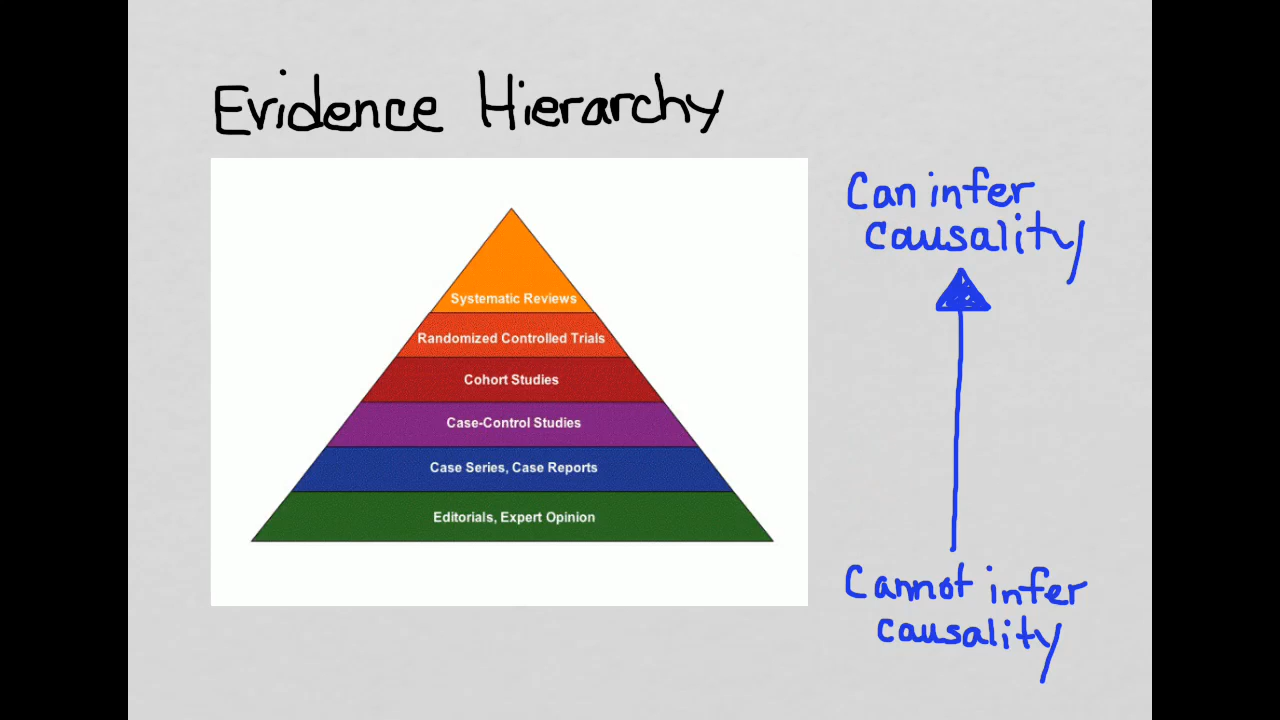 Evidence Hierarchy
Systematic Reviews
Randomized Controlled Trials
Cohort Studies
Case-Control Studies
Case Series, Case Reports
Editorials, Expert Opinion
Can infer
causality
Cannot infer
causality